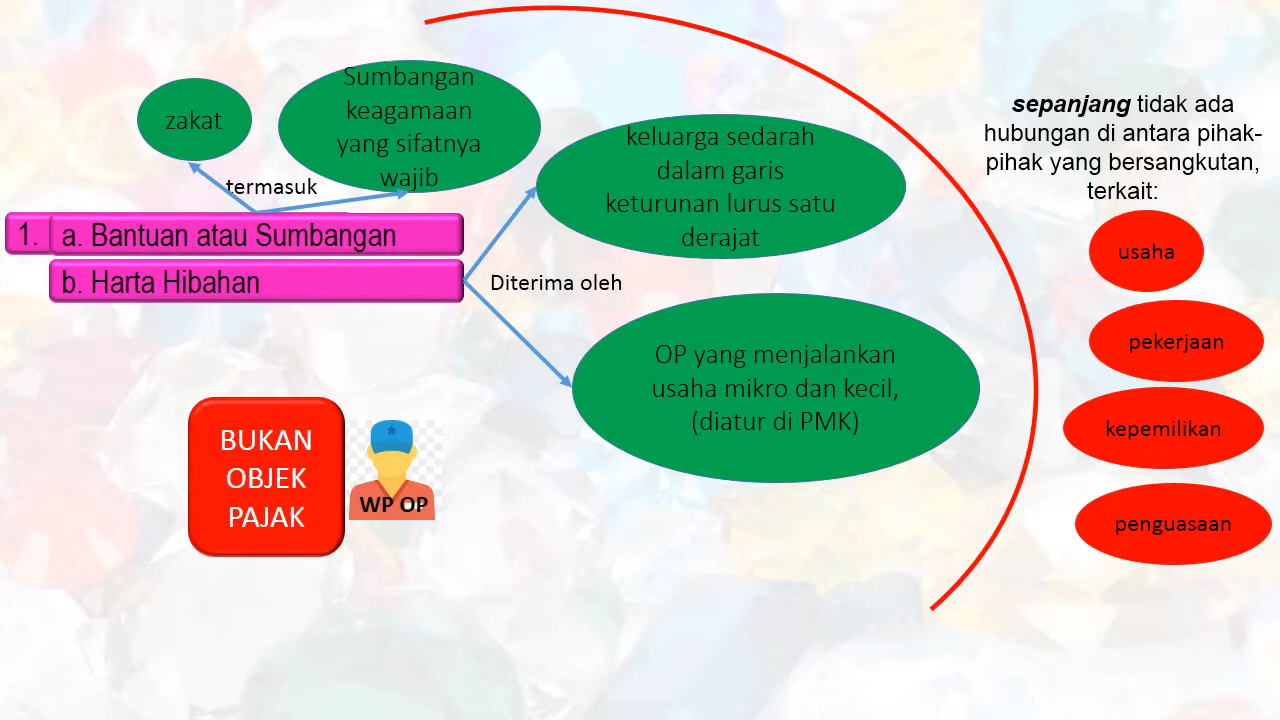 zakat
Sumbangan
keagamaan
yang sifatnya
wajib
termasuk
1.
a. Bantuan atau Sumbangan
b. Harta Hibahan
Diterima oleh
keluarga sedarah
dalam garis
keturunan lurus satu
derajat
OP yang menjalankan
usaha mikro dan kecil,
(diatur di PMK)
BUKAN
OBJEK
PAJAK
WP OP
sepanjang tidak ada
hubungan di antara pihak-
pihak yang bersangkutan,
terkait:
usaha
pekerjaan
kepemilikan
penguasaan